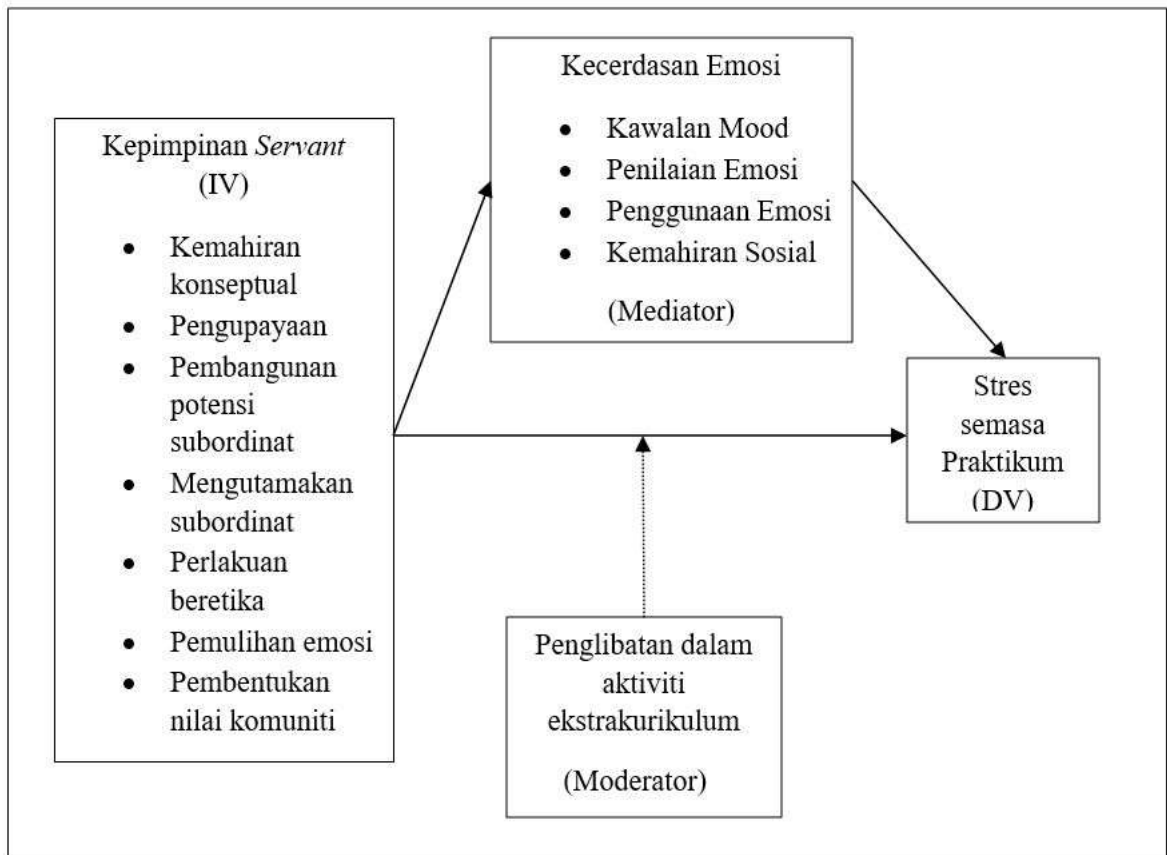 Kepimpinan Servant
(IV)
• Kemahiran
konseptual
• Pengupayaan
• Pembangunan
potensi
subordinat
• Mengutamakan
subordinat
• Perlakuan
beretika
• Pemulihan emosi
• Pembentukan
nilai komuniti
Kecerdasan Emosi
• Kawalan Mood
• Penilaian Emosi
• Penggunaan Emosi
• Kemahiran Sosial
(Mediator)
Stres
semasa
Praktikum
(DV)
Penglibatan dalam
aktiviti
ekstrakurikulum
(Moderator)